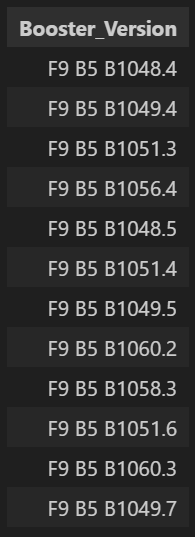 Booster_Version
F9 B5 B1048.4
F9 B5 B1049.4
F9 B5 B1051.3
F9 B5 B1056.4
F9 B5 B1048.5
F9 B5 B1051.4
F9 B5 B1049.5
F9 B5 B1060.2
F9 B5 B1058.3
F9 B5 B1051.6
F9 B5 B1060.3
F9 B5 B1049.7